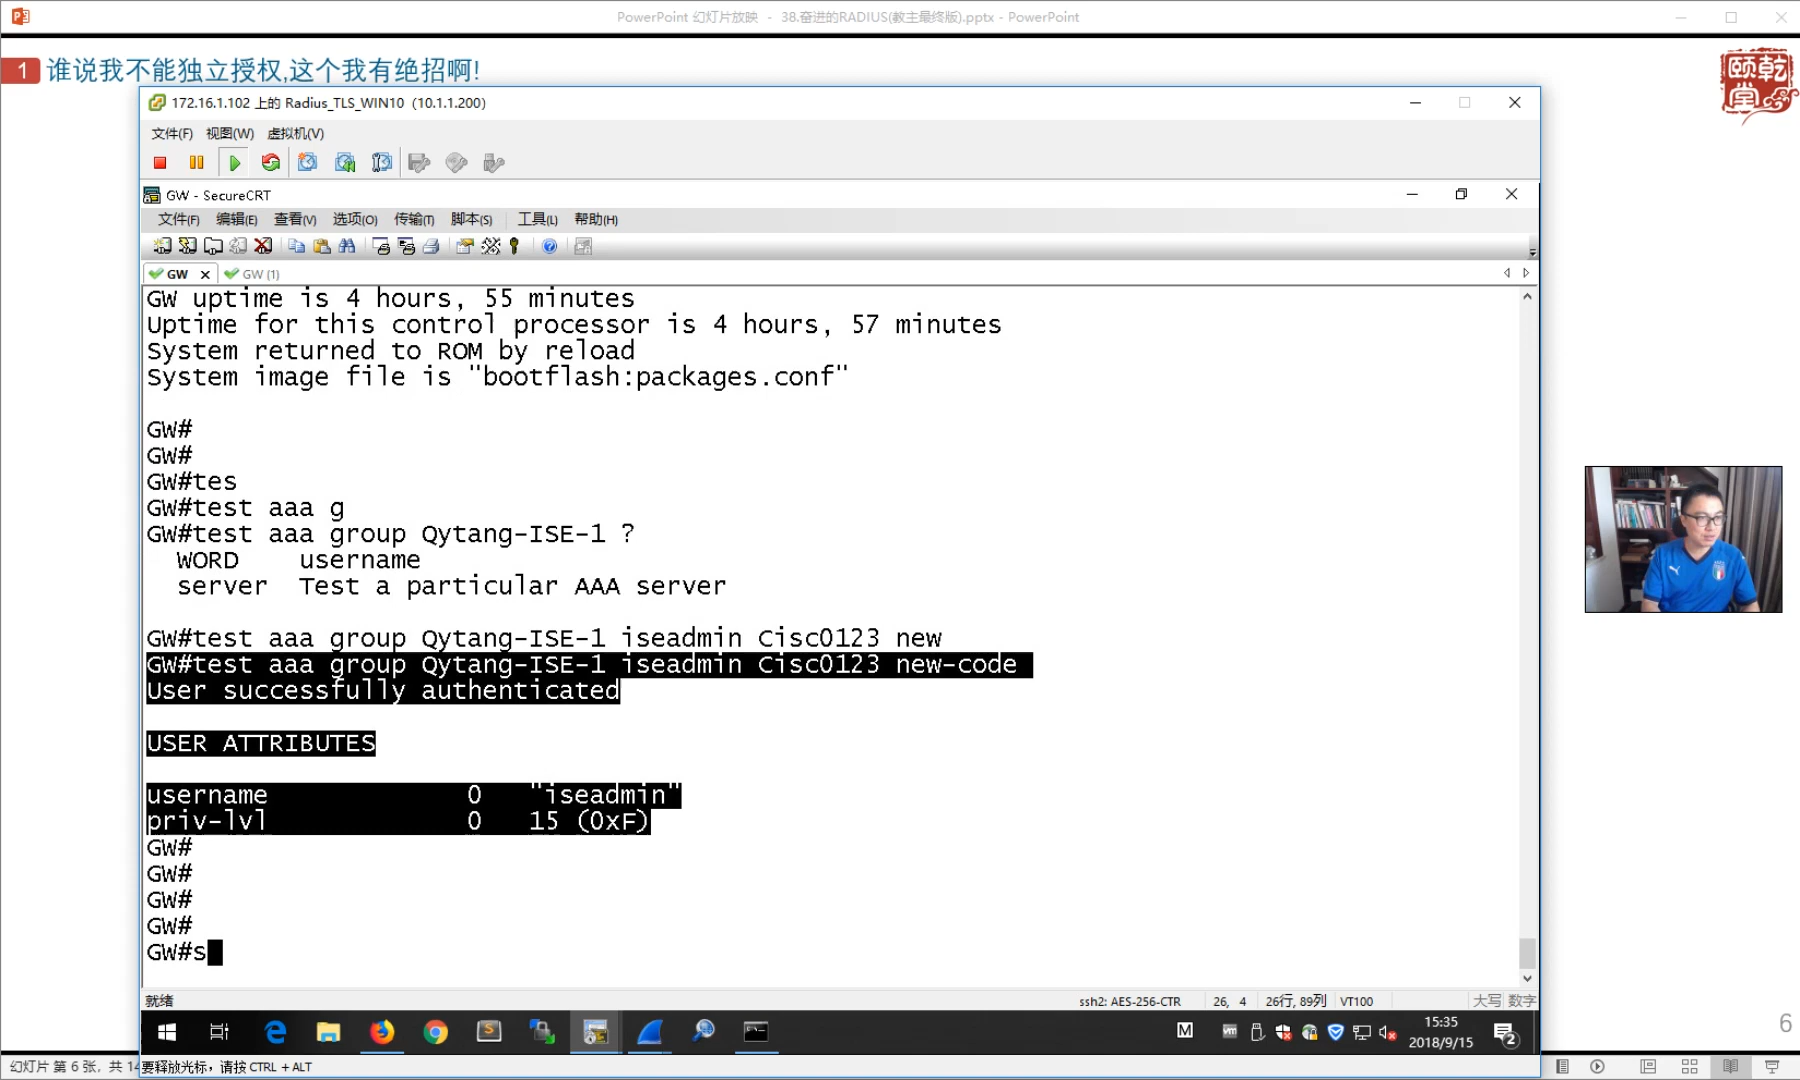 PowerPoint 幻灯片放映 - 38.奋进的RADIUS(教主最终版).pptx - PowerPoint
1 谁说我不能独立授权,这个我有绝招啊!
颐乾堂
172.16.1.102 上的 Radius_TLS_WIN10 (10.1.1.200)
文件(F) 视图(W) 虚拟机(V)
GW - SecureCRT
文件(F) 编辑(E) 查看(V) 选项(O) 传输(T) 脚本(S) 工具(L) 帮助(H)
GW GW (1)
GW uptime is 4 hours, 55 minutes
Uptime for this control processor is 4 hours, 57 minutes
System returned to ROM by reload
System image file is "bootflash:packages.conf"
GW#
GW#
GW#tes
GW#test aaa g
GW#test aaa group Qytang-ISE-1 ?
WORD username
server Test a particular AAA server
GW#test aaa group Qytang-ISE-1 iseadmin Cisc0123 new
GW#test aaa group Qytang-ISE-1 iseadmin Cisc0123 new-code
User successfully authenticated
USER ATTRIBUTES
username 0 "iseadmin"
priv-lvl 0 15 (0xF)
GW#
GW#
GW#
GW#
GW#s
就绪 ssh2: AES-256-CTR 26, 4 26行, 89列 VT100 大写 数字
15:35
2018/9/15
2
6
幻灯片 第 6 张，共 14
要释放光标，请按 CTRL + ALT